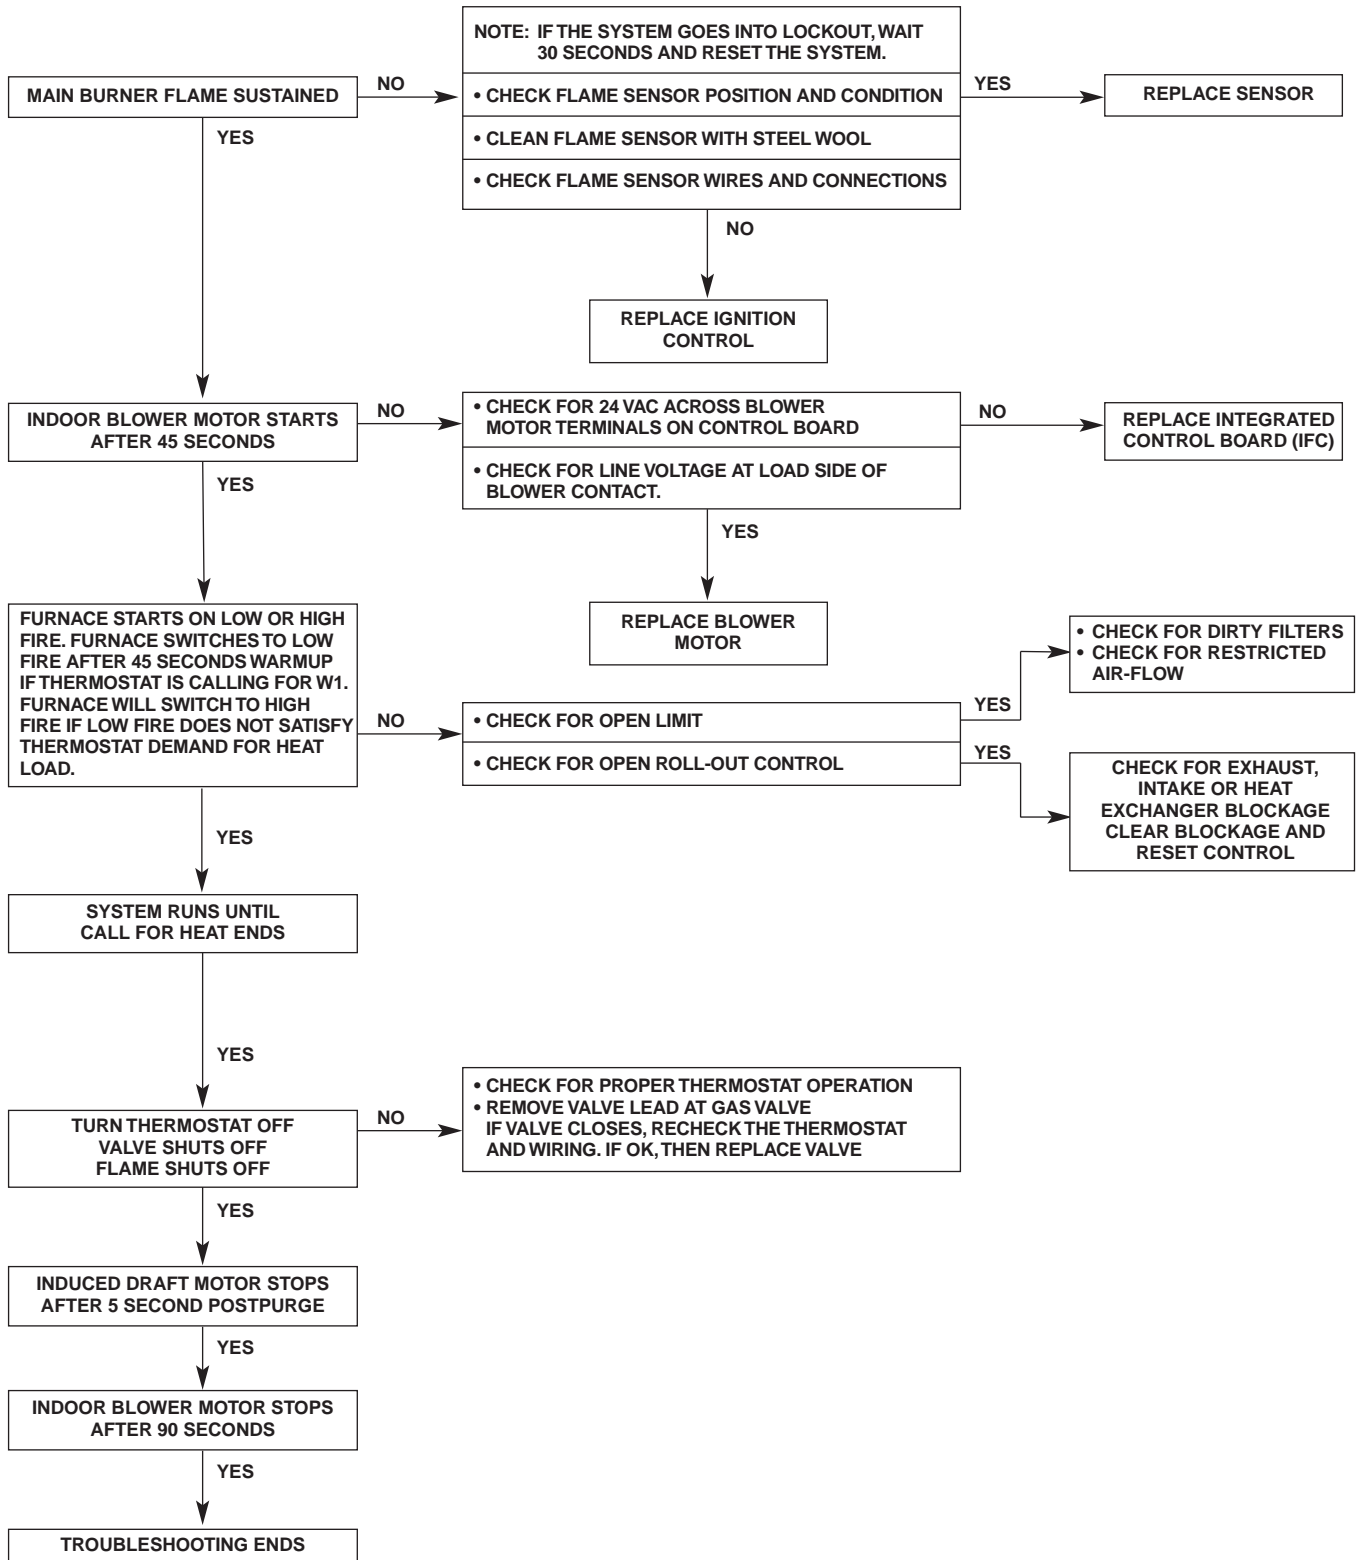 NOTE: IF THE SYSTEM GOES INTO LOCKOUT, WAIT
30 SECONDS AND RESET THE SYSTEM.
MAIN BURNER FLAME SUSTAINED
NO
• CHECK FLAME SENSOR POSITION AND CONDITION
YES
REPLACE SENSOR
YES
• CLEAN FLAME SENSOR WITH STEEL WOOL
• CHECK FLAME SENSOR WIRES AND CONNECTIONS
NO
REPLACE IGNITION
CONTROL
INDOOR BLOWER MOTOR STARTS
AFTER 45 SECONDS
NO
• CHECK FOR 24 VAC ACROSS BLOWER
MOTOR TERMINALS ON CONTROL BOARD
NO
REPLACE INTEGRATED
CONTROL BOARD (IFC)
YES
• CHECK FOR LINE VOLTAGE AT LOAD SIDE OF
BLOWER CONTACT.
YES
REPLACE BLOWER
MOTOR
FURNACE STARTS ON LOW OR HIGH
FIRE. FURNACE SWITCHES TO LOW
FIRE AFTER 45 SECONDS WARMUP
IF THERMOSTAT IS CALLING FOR W1.
FURNACE WILL SWITCH TO HIGH
FIRE IF LOW FIRE DOES NOT SATISFY
THERMOSTAT DEMAND FOR HEAT
LOAD.
NO
• CHECK FOR OPEN LIMIT
YES
• CHECK FOR DIRTY FILTERS
• CHECK FOR RESTRICTED
AIR-FLOW
• CHECK FOR OPEN ROLL-OUT CONTROL
YES
CHECK FOR EXHAUST,
INTAKE OR HEAT
EXCHANGER BLOCKAGE
CLEAR BLOCKAGE AND
RESET CONTROL
YES
SYSTEM RUNS UNTIL
CALL FOR HEAT ENDS
YES
TURN THERMOSTAT OFF
VALVE SHUTS OFF
FLAME SHUTS OFF
NO
• CHECK FOR PROPER THERMOSTAT OPERATION
• REMOVE VALVE LEAD AT GAS VALVE
IF VALVE CLOSES, RECHECK THE THERMOSTAT
AND WIRING. IF OK, THEN REPLACE VALVE
YES
INDUCED DRAFT MOTOR STOPS
AFTER 5 SECOND POSTPURGE
YES
INDOOR BLOWER MOTOR STOPS
AFTER 90 SECONDS
YES
TROUBLESHOOTING ENDS